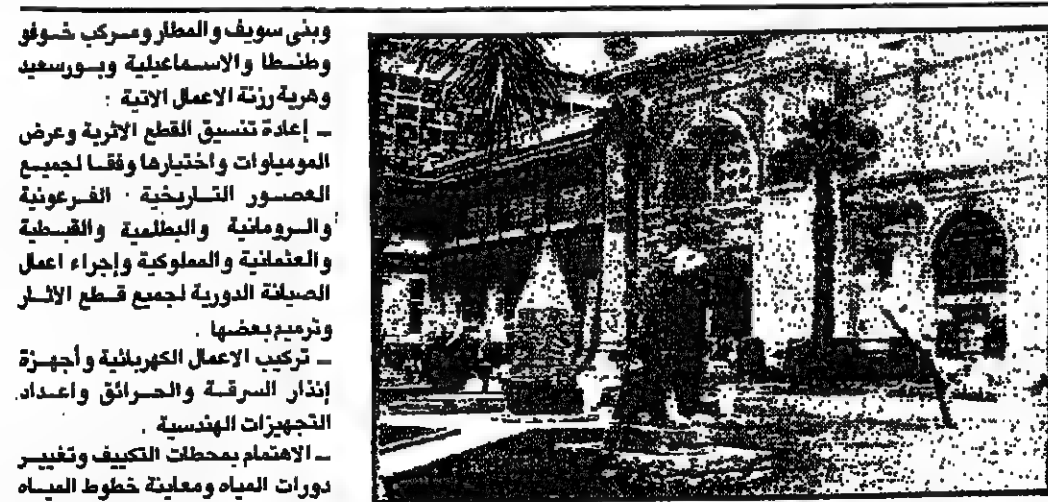 وبنى سويف والمطار ومركب خوفو
وطنطا والاسماعيلية وبورسعيد
وهرية رزنة الاعمال الاتية :
ـ إعادة تنسيق القطع الاثرية وعرض
المومياوات واختيارها وفقا لجميع
العصور التاريخية . الفرعونية
والرومانية والبطلمية والقبطية
والعثمانية والمملوكية وإجراء اعمال
الصيانة الدورية لجميع قطع الاثار
وترميم بعضها .
ـ تركيب الاعمال الكهربائية وأجهزة
إنذار السرقة والحرائق واعداد
التجهيزات الهندسية .
ـ الاهتمام بمحطات التكييف وتغيير
دورات المياه ومعاينة خطوط المياه